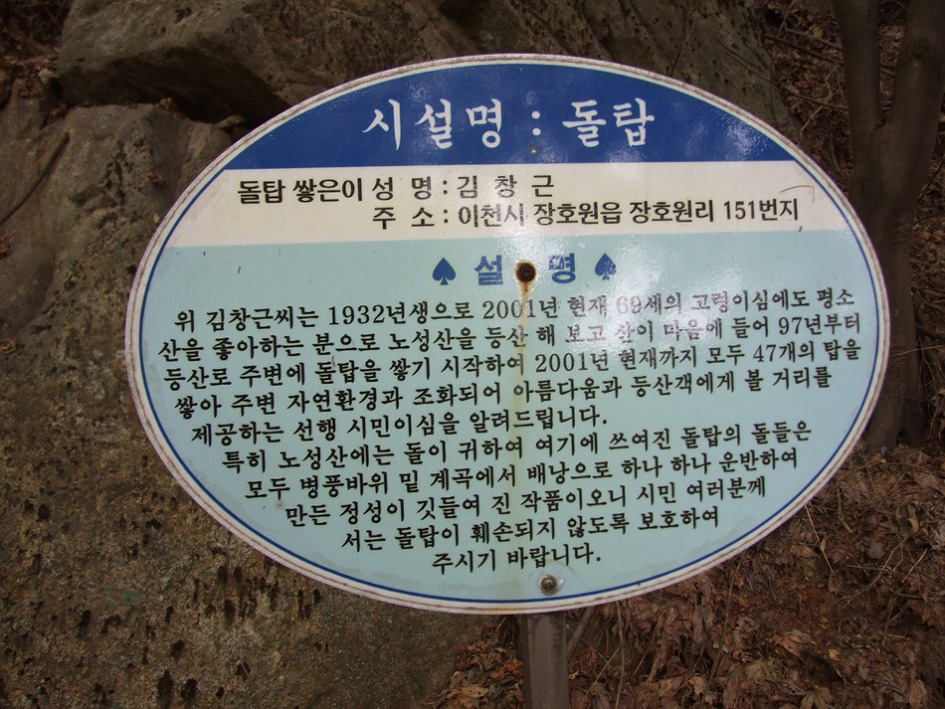 시설명 : 돌탑
돌탑 쌓은이 성 명 : 김 창 근
주 소 : 이천시 장호원읍 장호원리 151번지
♠ 설 명 ♠
위 김창근씨는 1932년생으로 2001년 현재 69세의 고령이심에도 평소
산을 좋아하는 분으로 노성산을 등산 해 보고 산이 마음에 들어 97년부터
등산로 주변에 돌탑을 쌓기 시작하여 2001년 현재까지 모두 47개의 탑을
쌓아 주변 자연환경과 조화되어 아름다움과 등산객에게 볼 거리를
제공하는 선행 시민이심을 알려드립니다.
특히 노성산에는 돌이 귀하여 여기에 쓰여진 돌탑의 돌들은
모두 병풍바위 밑 계곡에서 배낭으로 하나 하나 운반하여
만든 정성이 깃들여 진 작품이오니 시민 여러분께
서는 돌탑이 훼손되지 않도록 보호하여
주시기 바랍니다.